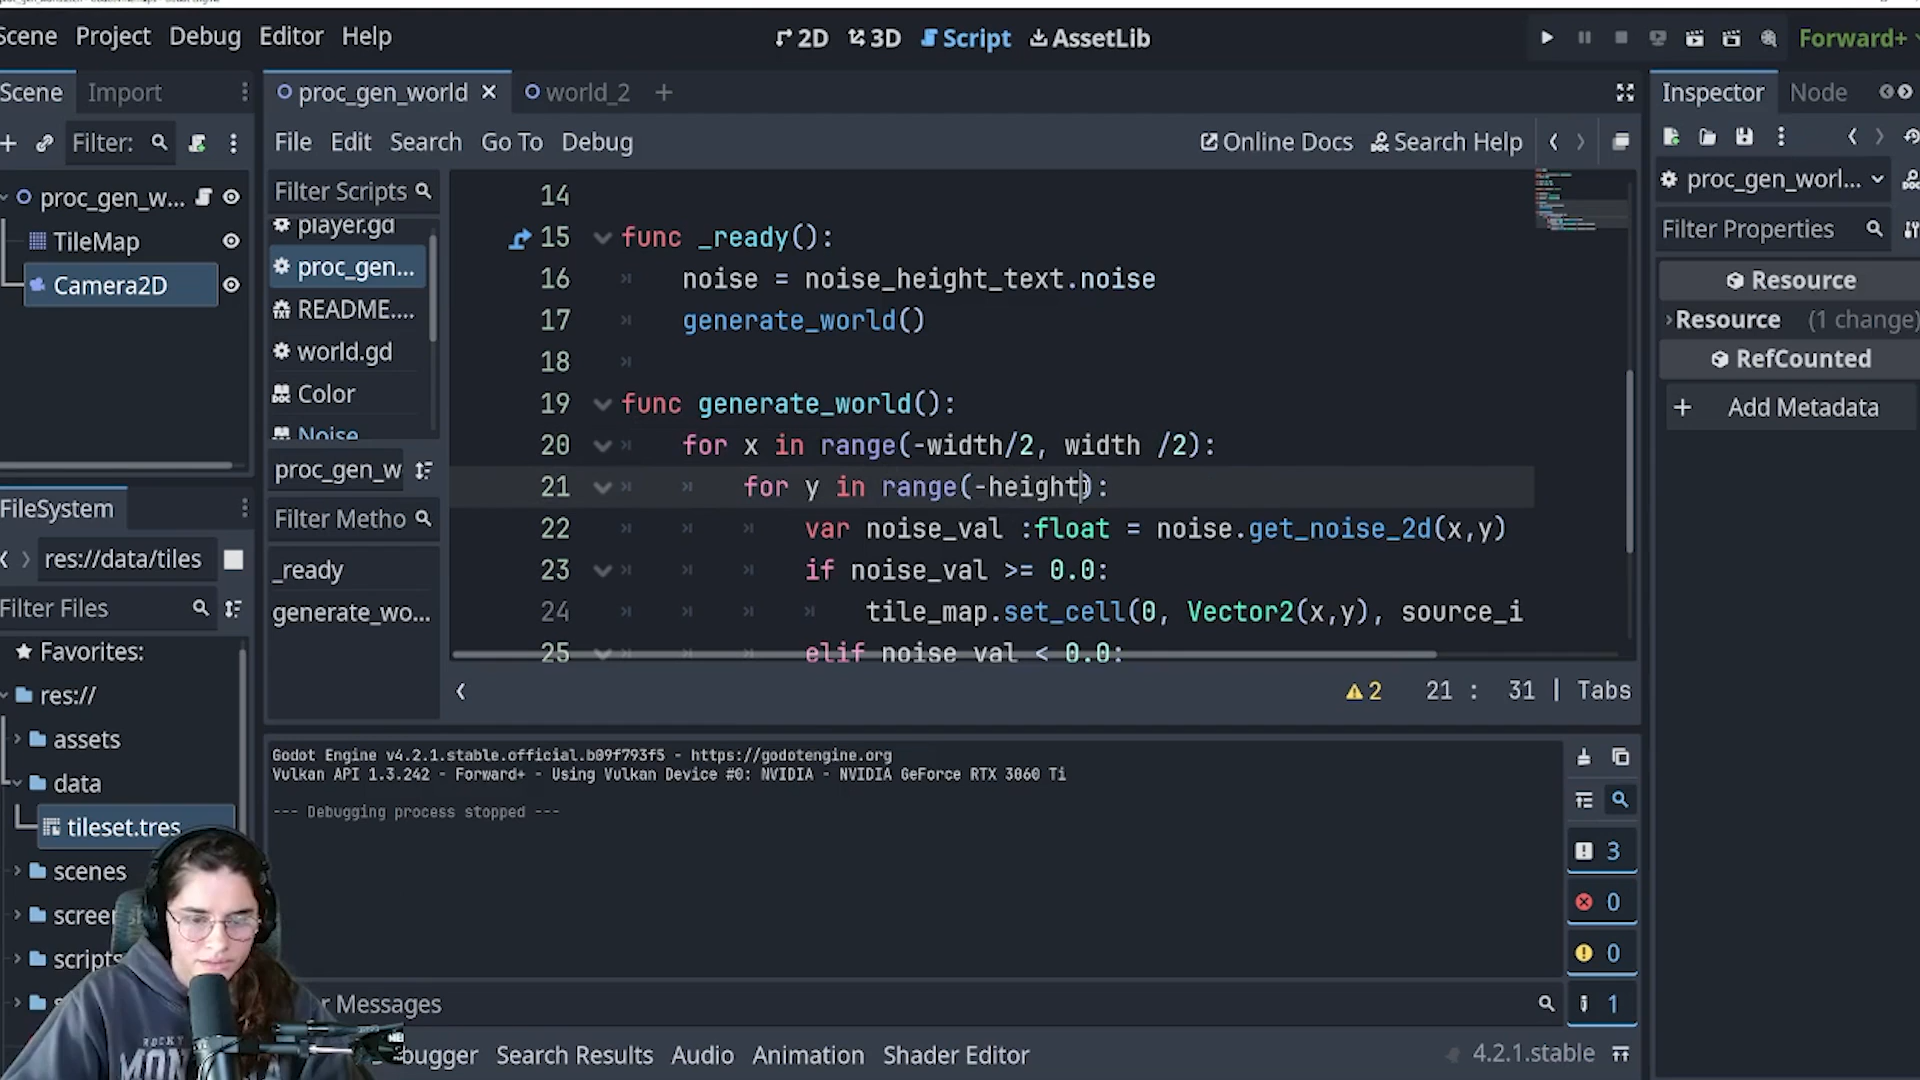 Scene Project Debug Editor Help
2D 3D Script AssetLib
Forward+
Scene Import
proc_gen_world world_2
Inspector Node
Filter:
File Edit Search Go To Debug
Online Docs Search Help
proc_gen_w...
TileMap
Camera2D
Filter Scripts
player.gd
proc_gen...
README....
world.gd
Color
Noise
proc_gen_w
Filter Metho
_ready
generate_wo...
14
15 func _ready():
16 noise = noise_height_text.noise
17 generate_world()
18
19 func generate_world():
20 for x in range(-width/2, width /2):
21 for y in range(-height):
22 var noise_val :float = noise.get_noise_2d(x,y)
23 if noise_val >= 0.0:
24 tile_map.set_cell(0, Vector2(x,y), source_i
25 elif noise_val < 0.0:
2 21 : 31 | Tabs
proc_gen_worl...
Filter Properties
Resource
Resource (1 change)
RefCounted
Add Metadata
FileSystem
res://data/tiles
Filter Files
Favorites:
res://
assets
data
tileset.tres
scenes
scripts
Godot Engine v4.2.1.stable.official.b09f793f5 - https://godotengine.org
Vulkan API 1.3.242 - Forward+ - Using Vulkan Device #0: NVIDIA - NVIDIA GeForce RTX 3060 Ti
--- Debugging process stopped ---
3
0
0
1
Messages
Search Results Audio Animation Shader Editor
4.2.1.stable
ROCKY